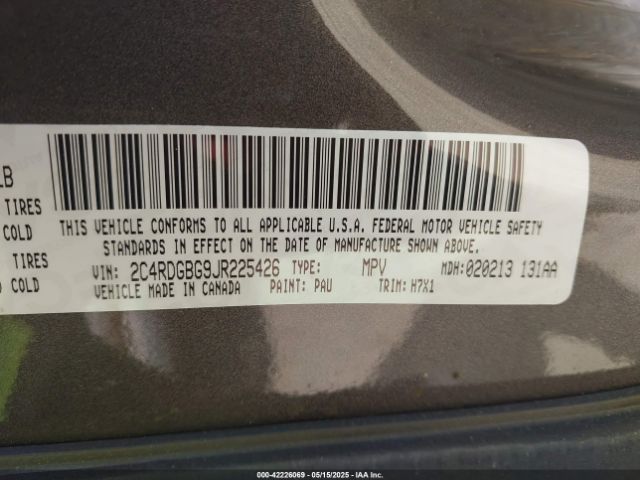 LB
TIRES
COLD
TIRES
COLD
THIS VEHICLE CONFORMS TO ALL APPLICABLE U.S.A. FEDERAL MOTOR VEHICLE SAFETY
STANDARDS IN EFFECT ON THE DATE OF MANUFACTURE SHOWN ABOVE.
VIN: 2C4RDGBG9JR225426 TYPE: MPV MDH:020213 131AA
VEHICLE MADE IN CANADA PAINT: PAU TRIM: H7X1
000-42226069 - 05/15/2025 - IAA Inc.